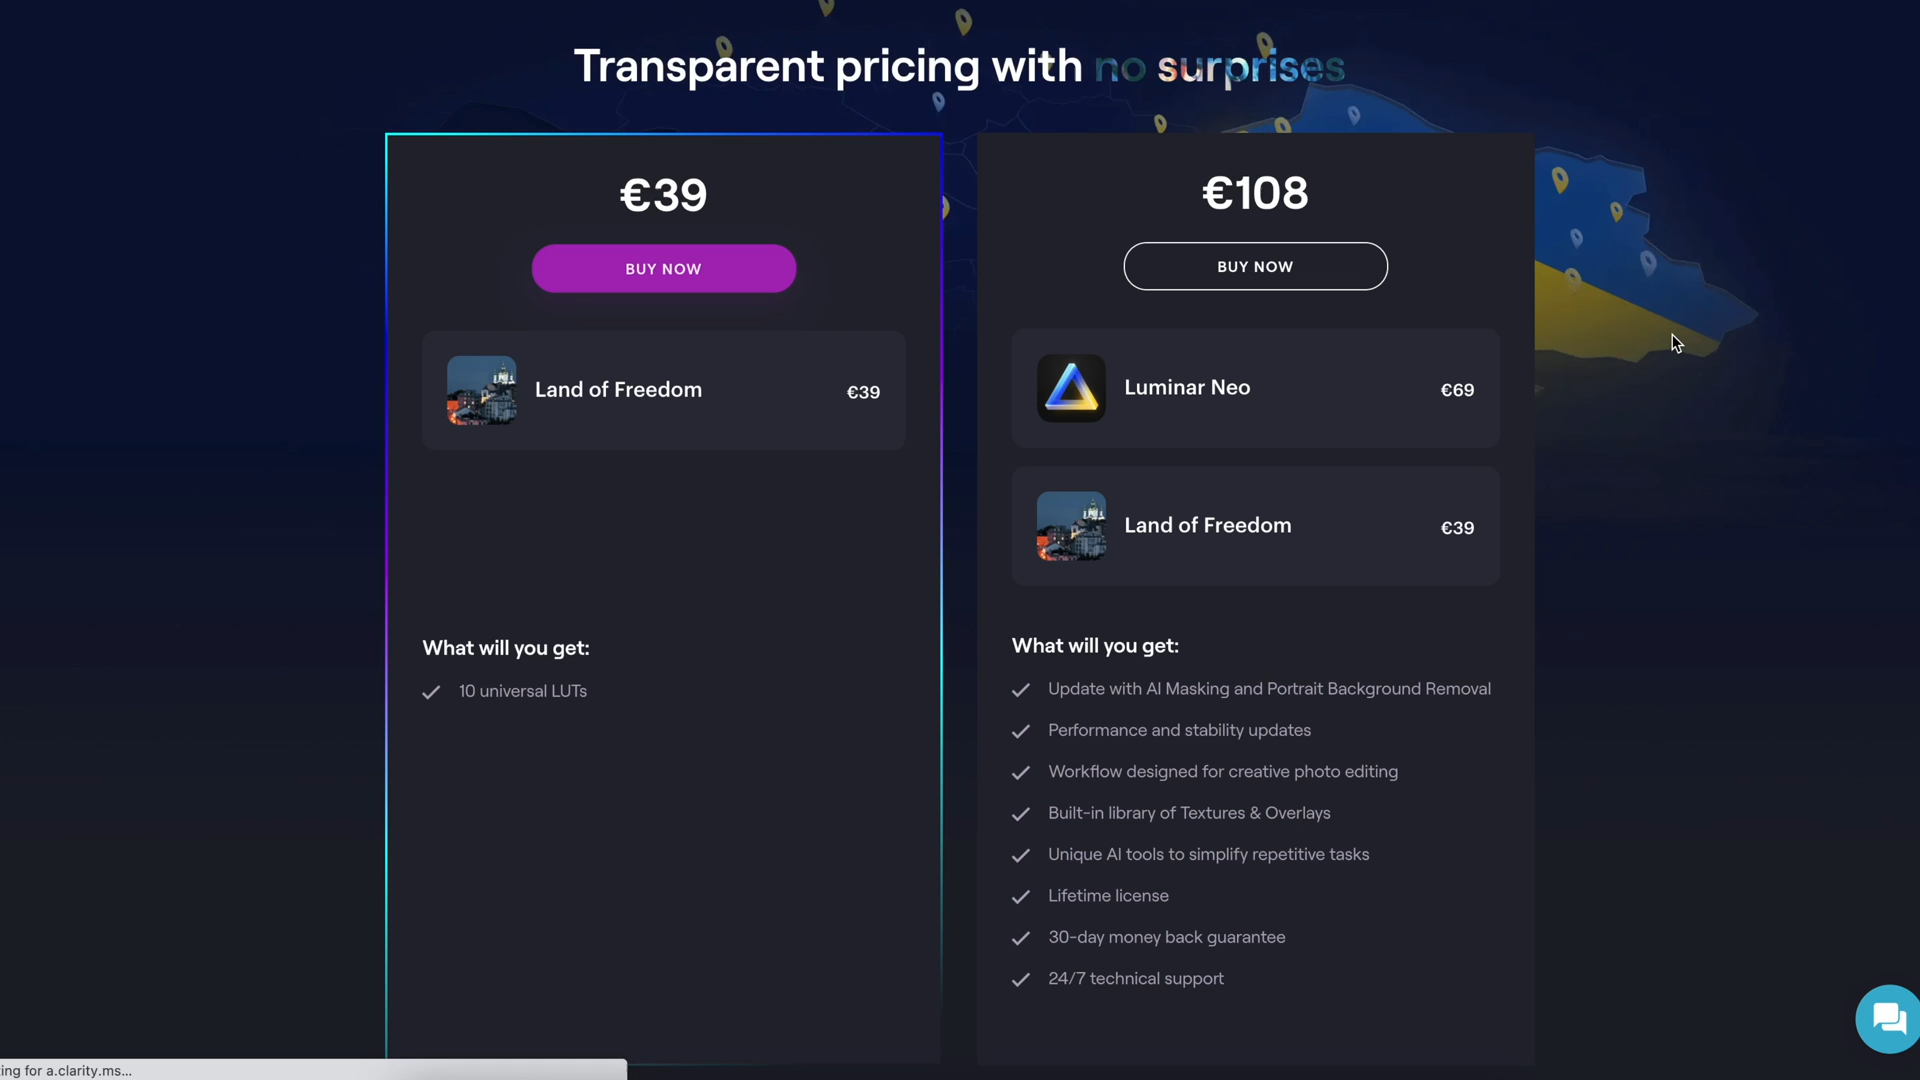 Transparent pricing with no surprises
€39
BUY NOW
Land of Freedom
€39
What will you get:
10 universal LUTs
€108
BUY NOW
Luminar Neo
€69
Land of Freedom
€39
What will you get:
Update with AI Masking and Portrait Background Removal
Performance and stability updates
Workflow designed for creative photo editing
Built-in library of Textures & Overlays
Unique AI tools to simplify repetitive tasks
Lifetime license
30-day money back guarantee
24/7 technical support
ing for a.clarity.ms...